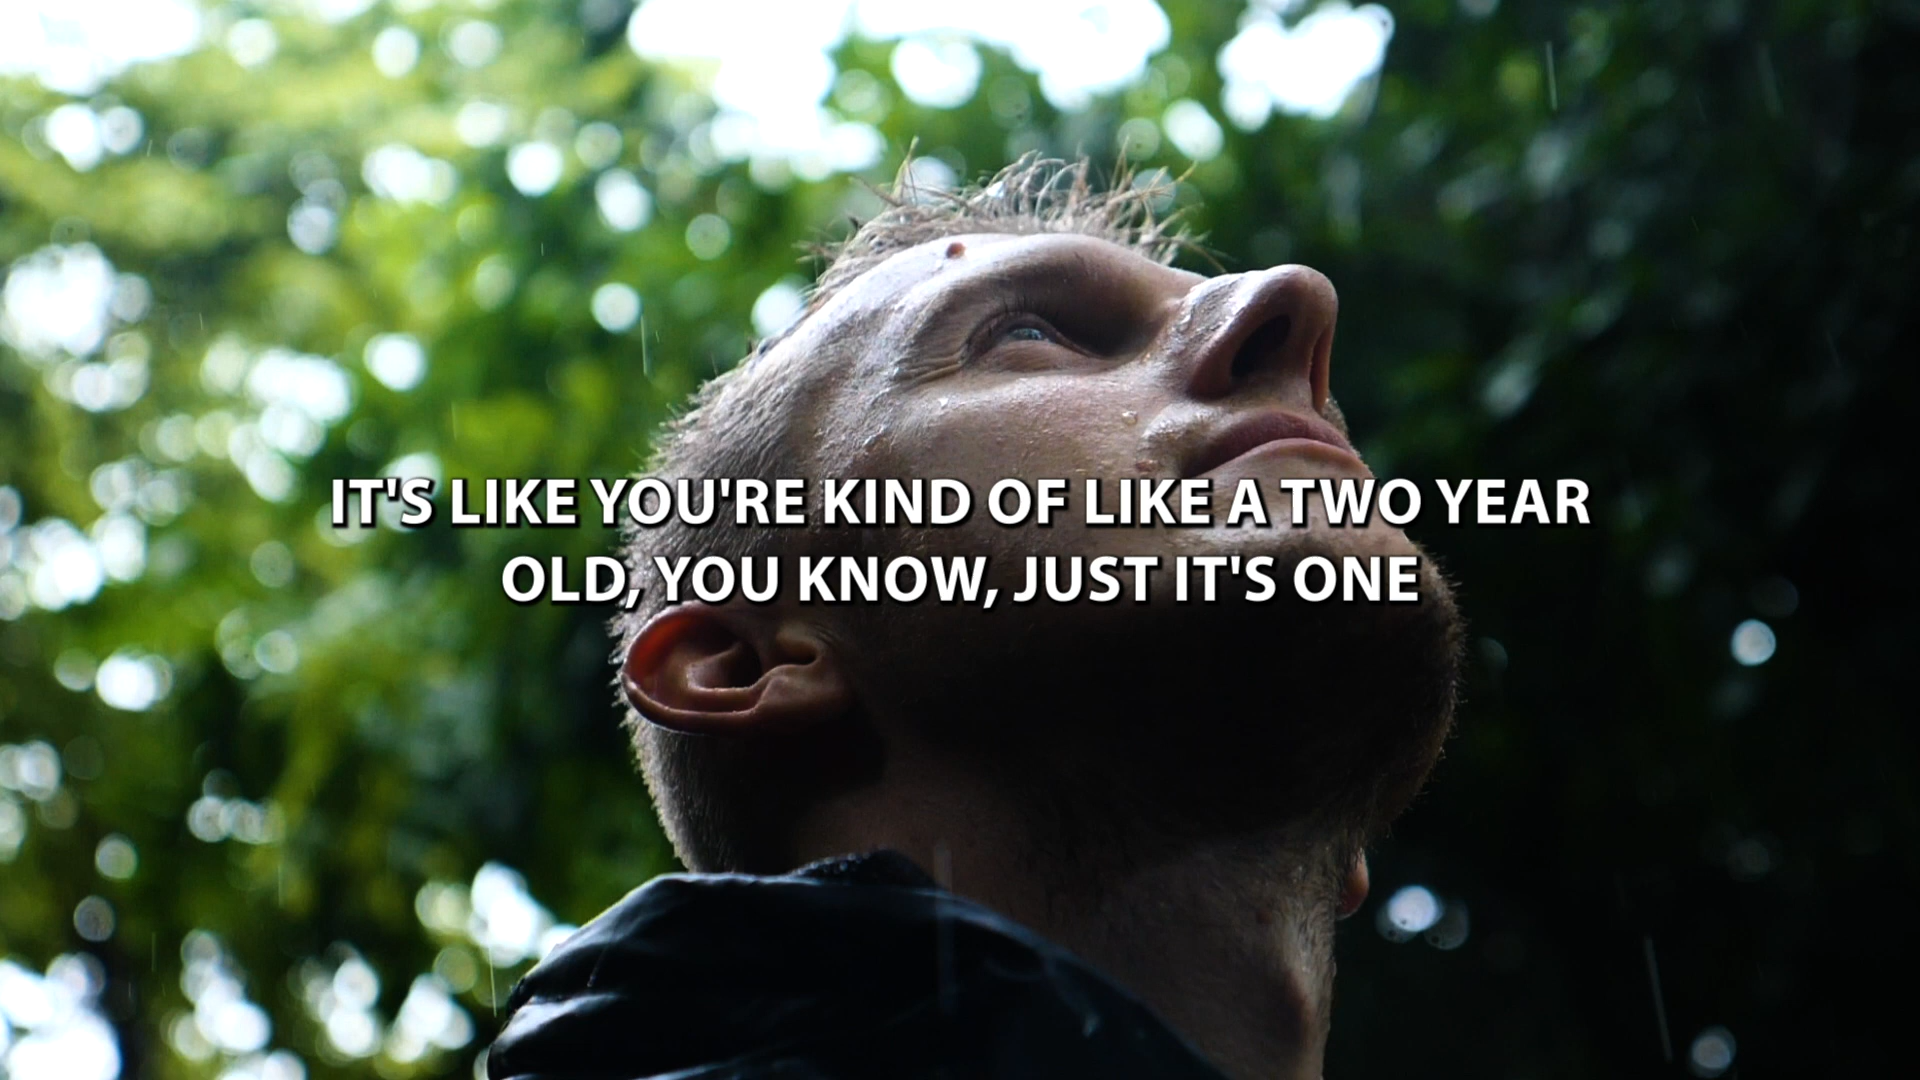 IT'S LIKE YOU'RE KIND OF LIKE A TWO YEAR
OLD, YOU KNOW, JUST IT'S ONE